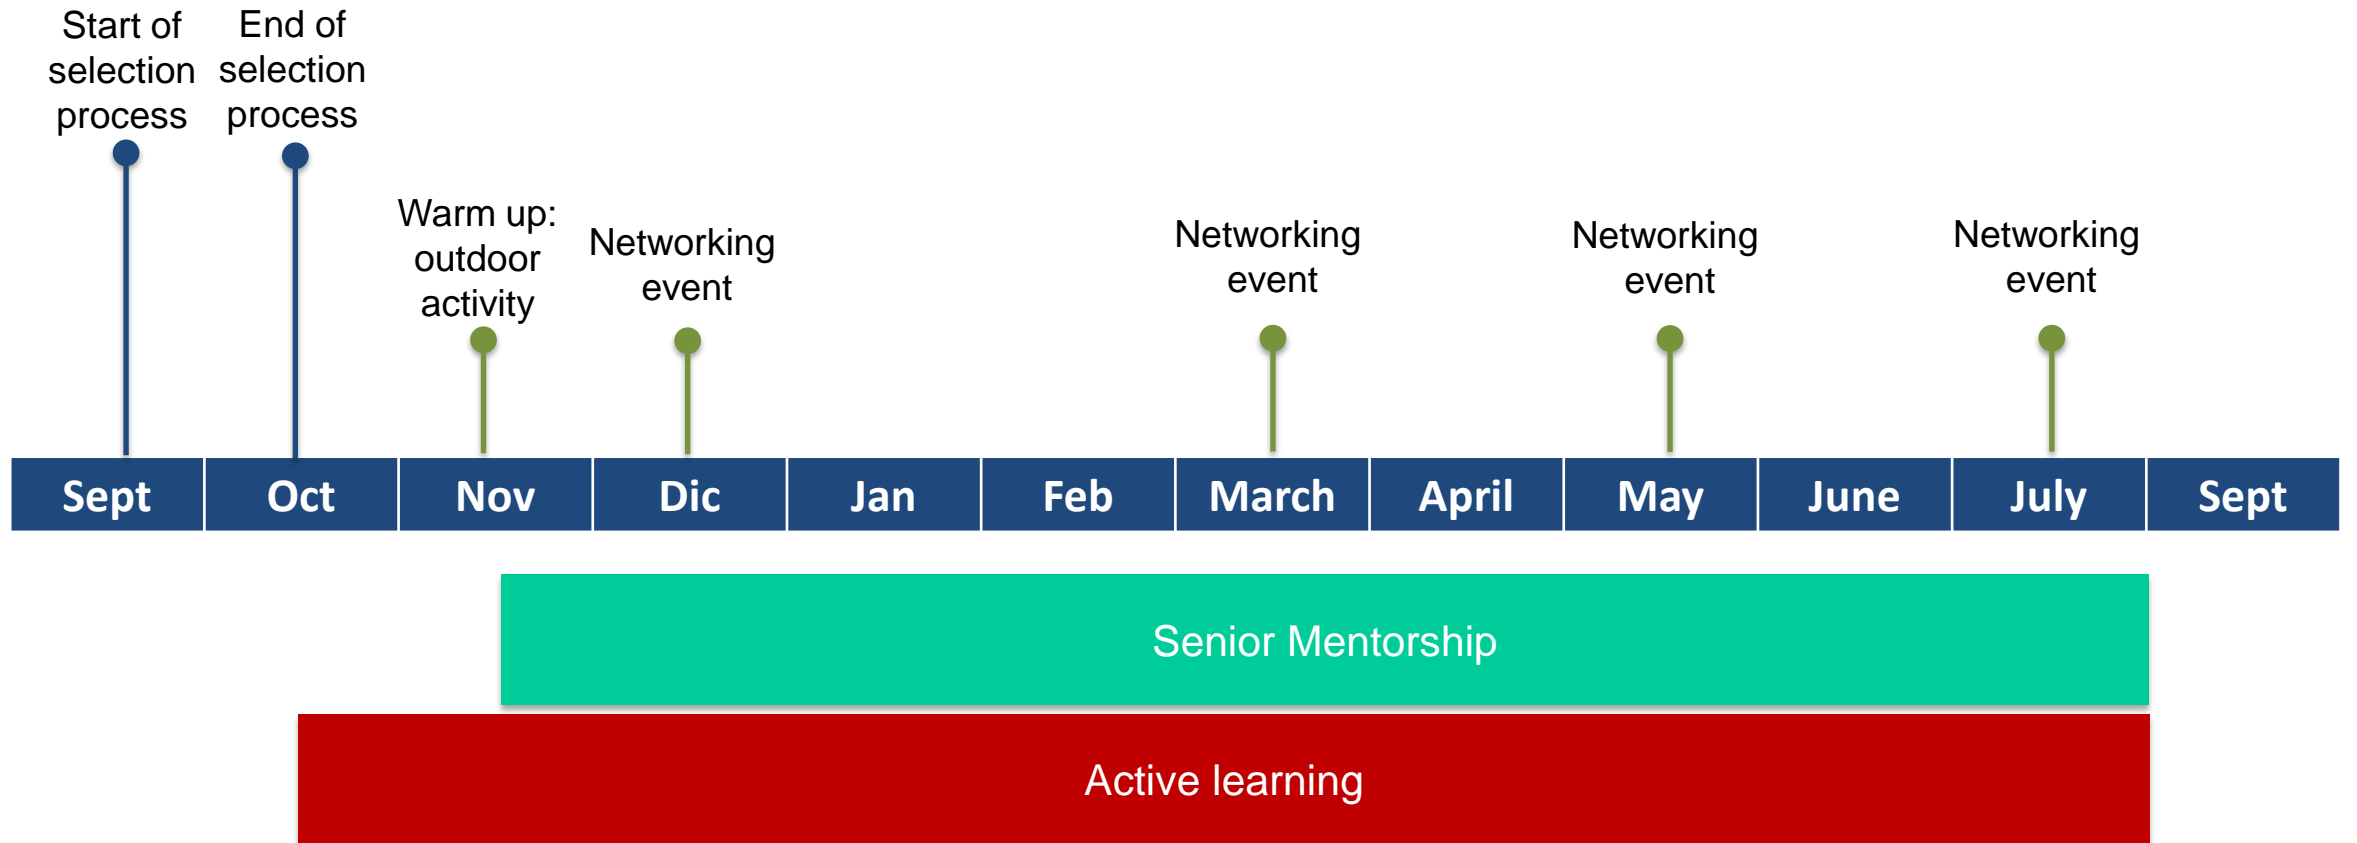 Start of
selection
process
End of
selection
process
Warm up:
outdoor
activity
Networking
event
Networking
event
Networking
event
Networking
event
Sept Oct Nov Dic Jan Feb March April May June July Sept
Senior Mentorship
Active learning